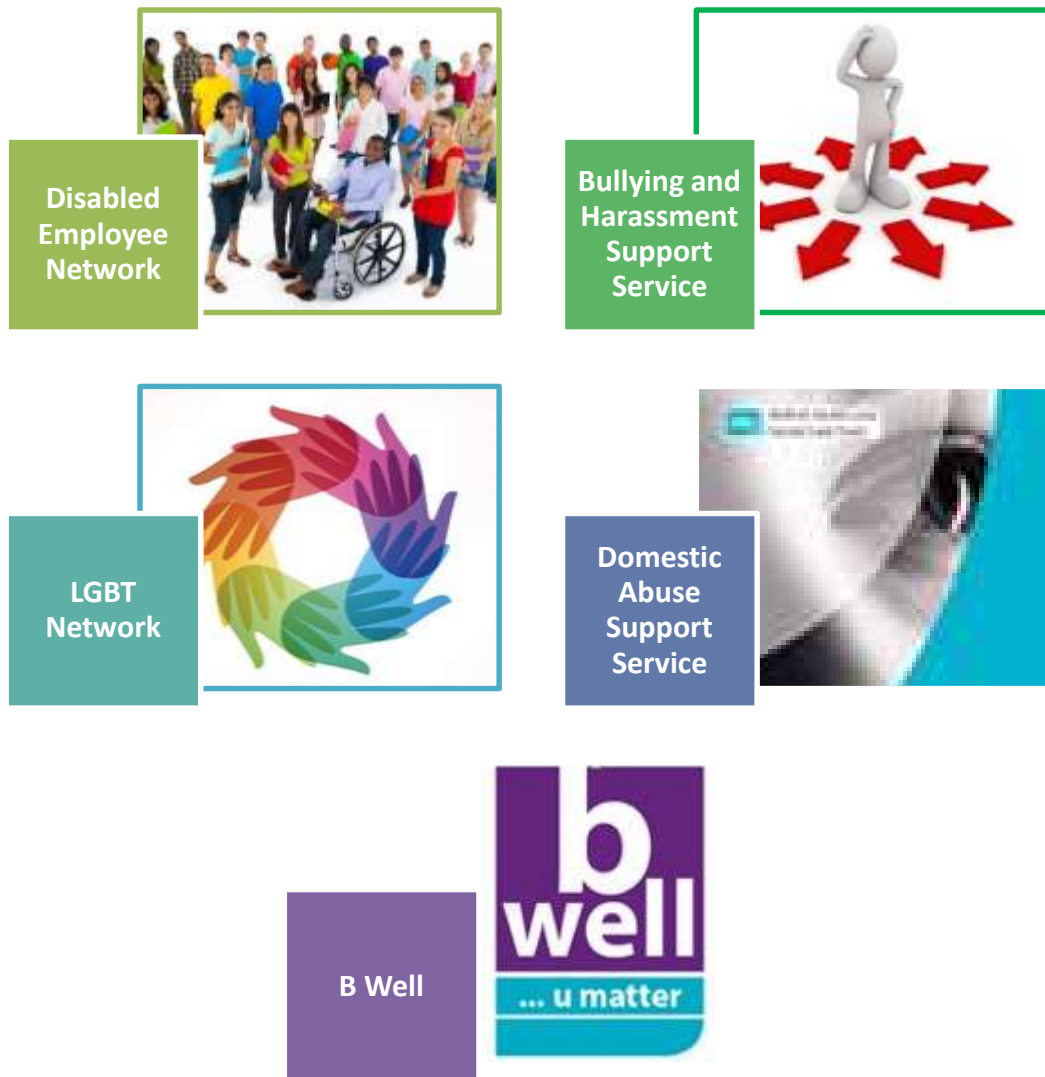 Disabled
Employee
Network
Bullying and
Harassment
Support
Service
LGBT
Network
Domestic
Abuse
Support
Service
B Well
b
well
... u matter